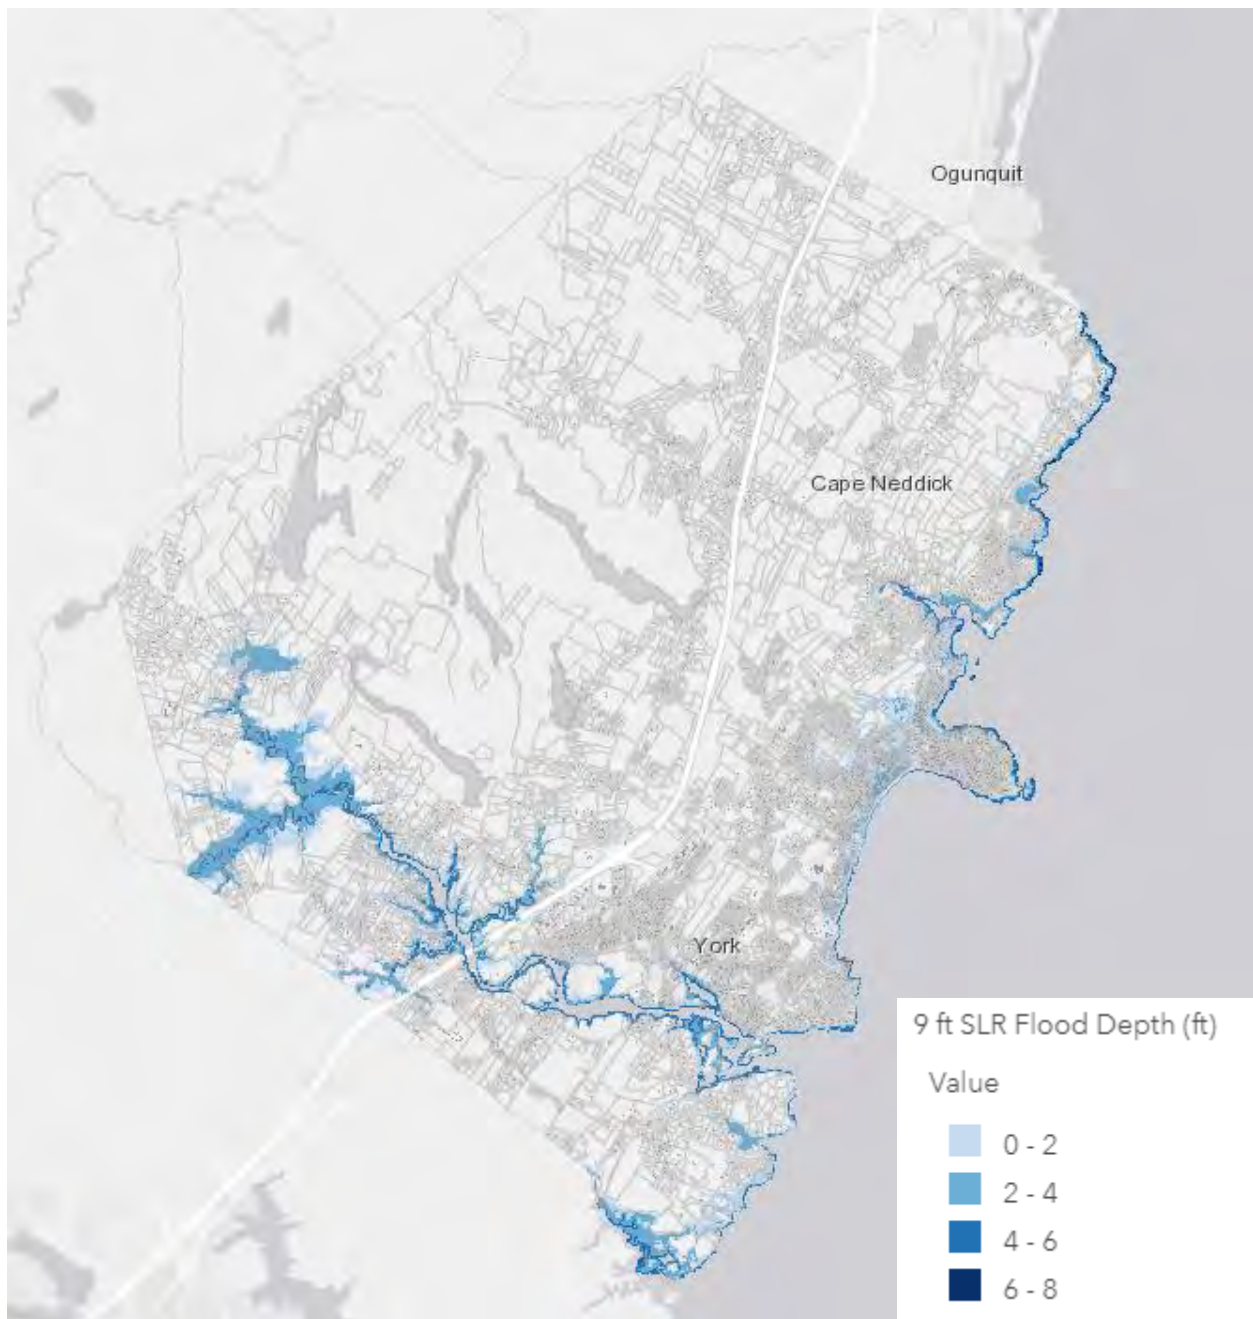 Ogunquit
Cape Neddick
York
9 ft SLR Flood Depth (ft)
Value
0 - 2
2 - 4
4 - 6
6 - 8